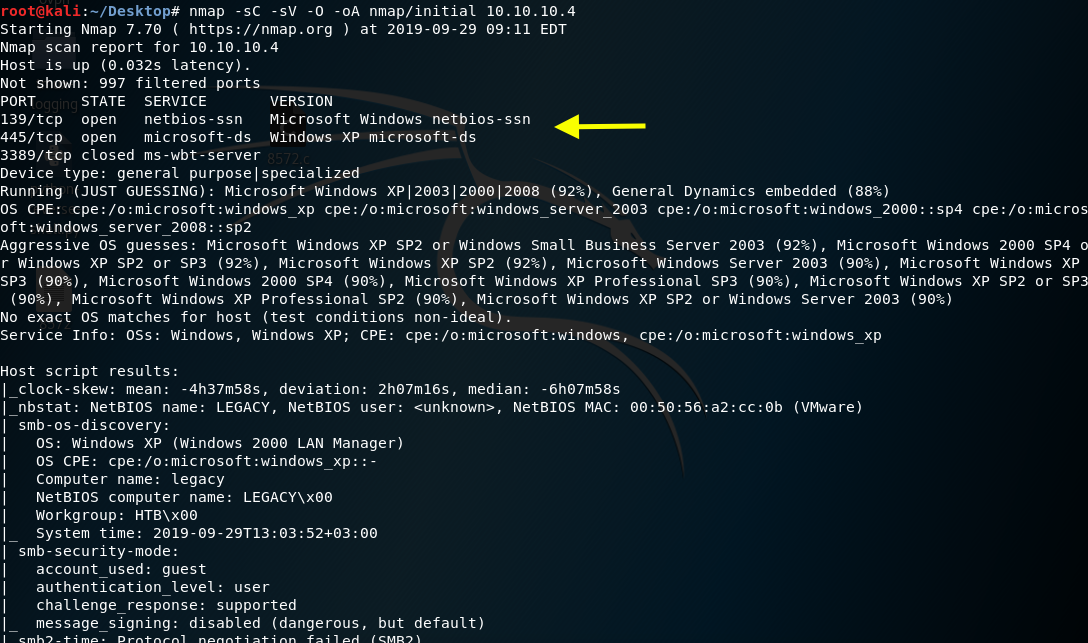 root@kali:~/Desktop# nmap -sC -sV -O -oA nmap/initial 10.10.10.4
Starting Nmap 7.70 ( https://nmap.org ) at 2019-09-29 09:11 EDT
Nmap scan report for 10.10.10.4
Host is up (0.032s latency).
Not shown: 997 filtered ports
PORT     STATE  SERVICE       VERSION
139/tcp  open   netbios-ssn   Microsoft Windows netbios-ssn
445/tcp  open   microsoft-ds  Windows XP microsoft-ds
3389/tcp closed ms-wbt-server
Device type: general purpose|specialized
Running (JUST GUESSING): Microsoft Windows XP|2003|2000|2008 (92%), General Dynamics embedded (88%)
OS CPE: cpe:/o:microsoft:windows_xp cpe:/o:microsoft:windows_server_2003 cpe:/o:microsoft:windows_2000::sp4 cpe:/o:micros
oft:windows_server_2008::sp2
Aggressive OS guesses: Microsoft Windows XP SP2 or Windows Small Business Server 2003 (92%), Microsoft Windows 2000 SP4 o
r Windows XP SP2 or SP3 (92%), Microsoft Windows XP SP2 (92%), Microsoft Windows Server 2003 (90%), Microsoft Windows XP
SP3 (90%), Microsoft Windows 2000 SP4 (90%), Microsoft Windows XP Professional SP3 (90%), Microsoft Windows XP SP2 or SP3
 (90%), Microsoft Windows XP Professional SP2 (90%), Microsoft Windows XP SP2 or Windows Server 2003 (90%)
No exact OS matches for host (test conditions non-ideal).
Service Info: OSs: Windows, Windows XP; CPE: cpe:/o:microsoft:windows, cpe:/o:microsoft:windows_xp

Host script results:
|_clock-skew: mean: -4h37m58s, deviation: 2h07m16s, median: -6h07m58s
|_nbstat: NetBIOS name: LEGACY, NetBIOS user: <unknown>, NetBIOS MAC: 00:50:56:a2:cc:0b (VMware)
| smb-os-discovery:
|   OS: Windows XP (Windows 2000 LAN Manager)
|   OS CPE: cpe:/o:microsoft:windows_xp::-
|   Computer name: legacy
|   NetBIOS computer name: LEGACY\x00
|   Workgroup: HTB\x00
|_  System time: 2019-09-29T13:03:52+03:00
| smb-security-mode:
|   account_used: guest
|   authentication_level: user
|   challenge_response: supported
|_  message_signing: disabled (dangerous, but default)
|_smb2-time: Protocol negotiation failed (SMB2)
8572.c